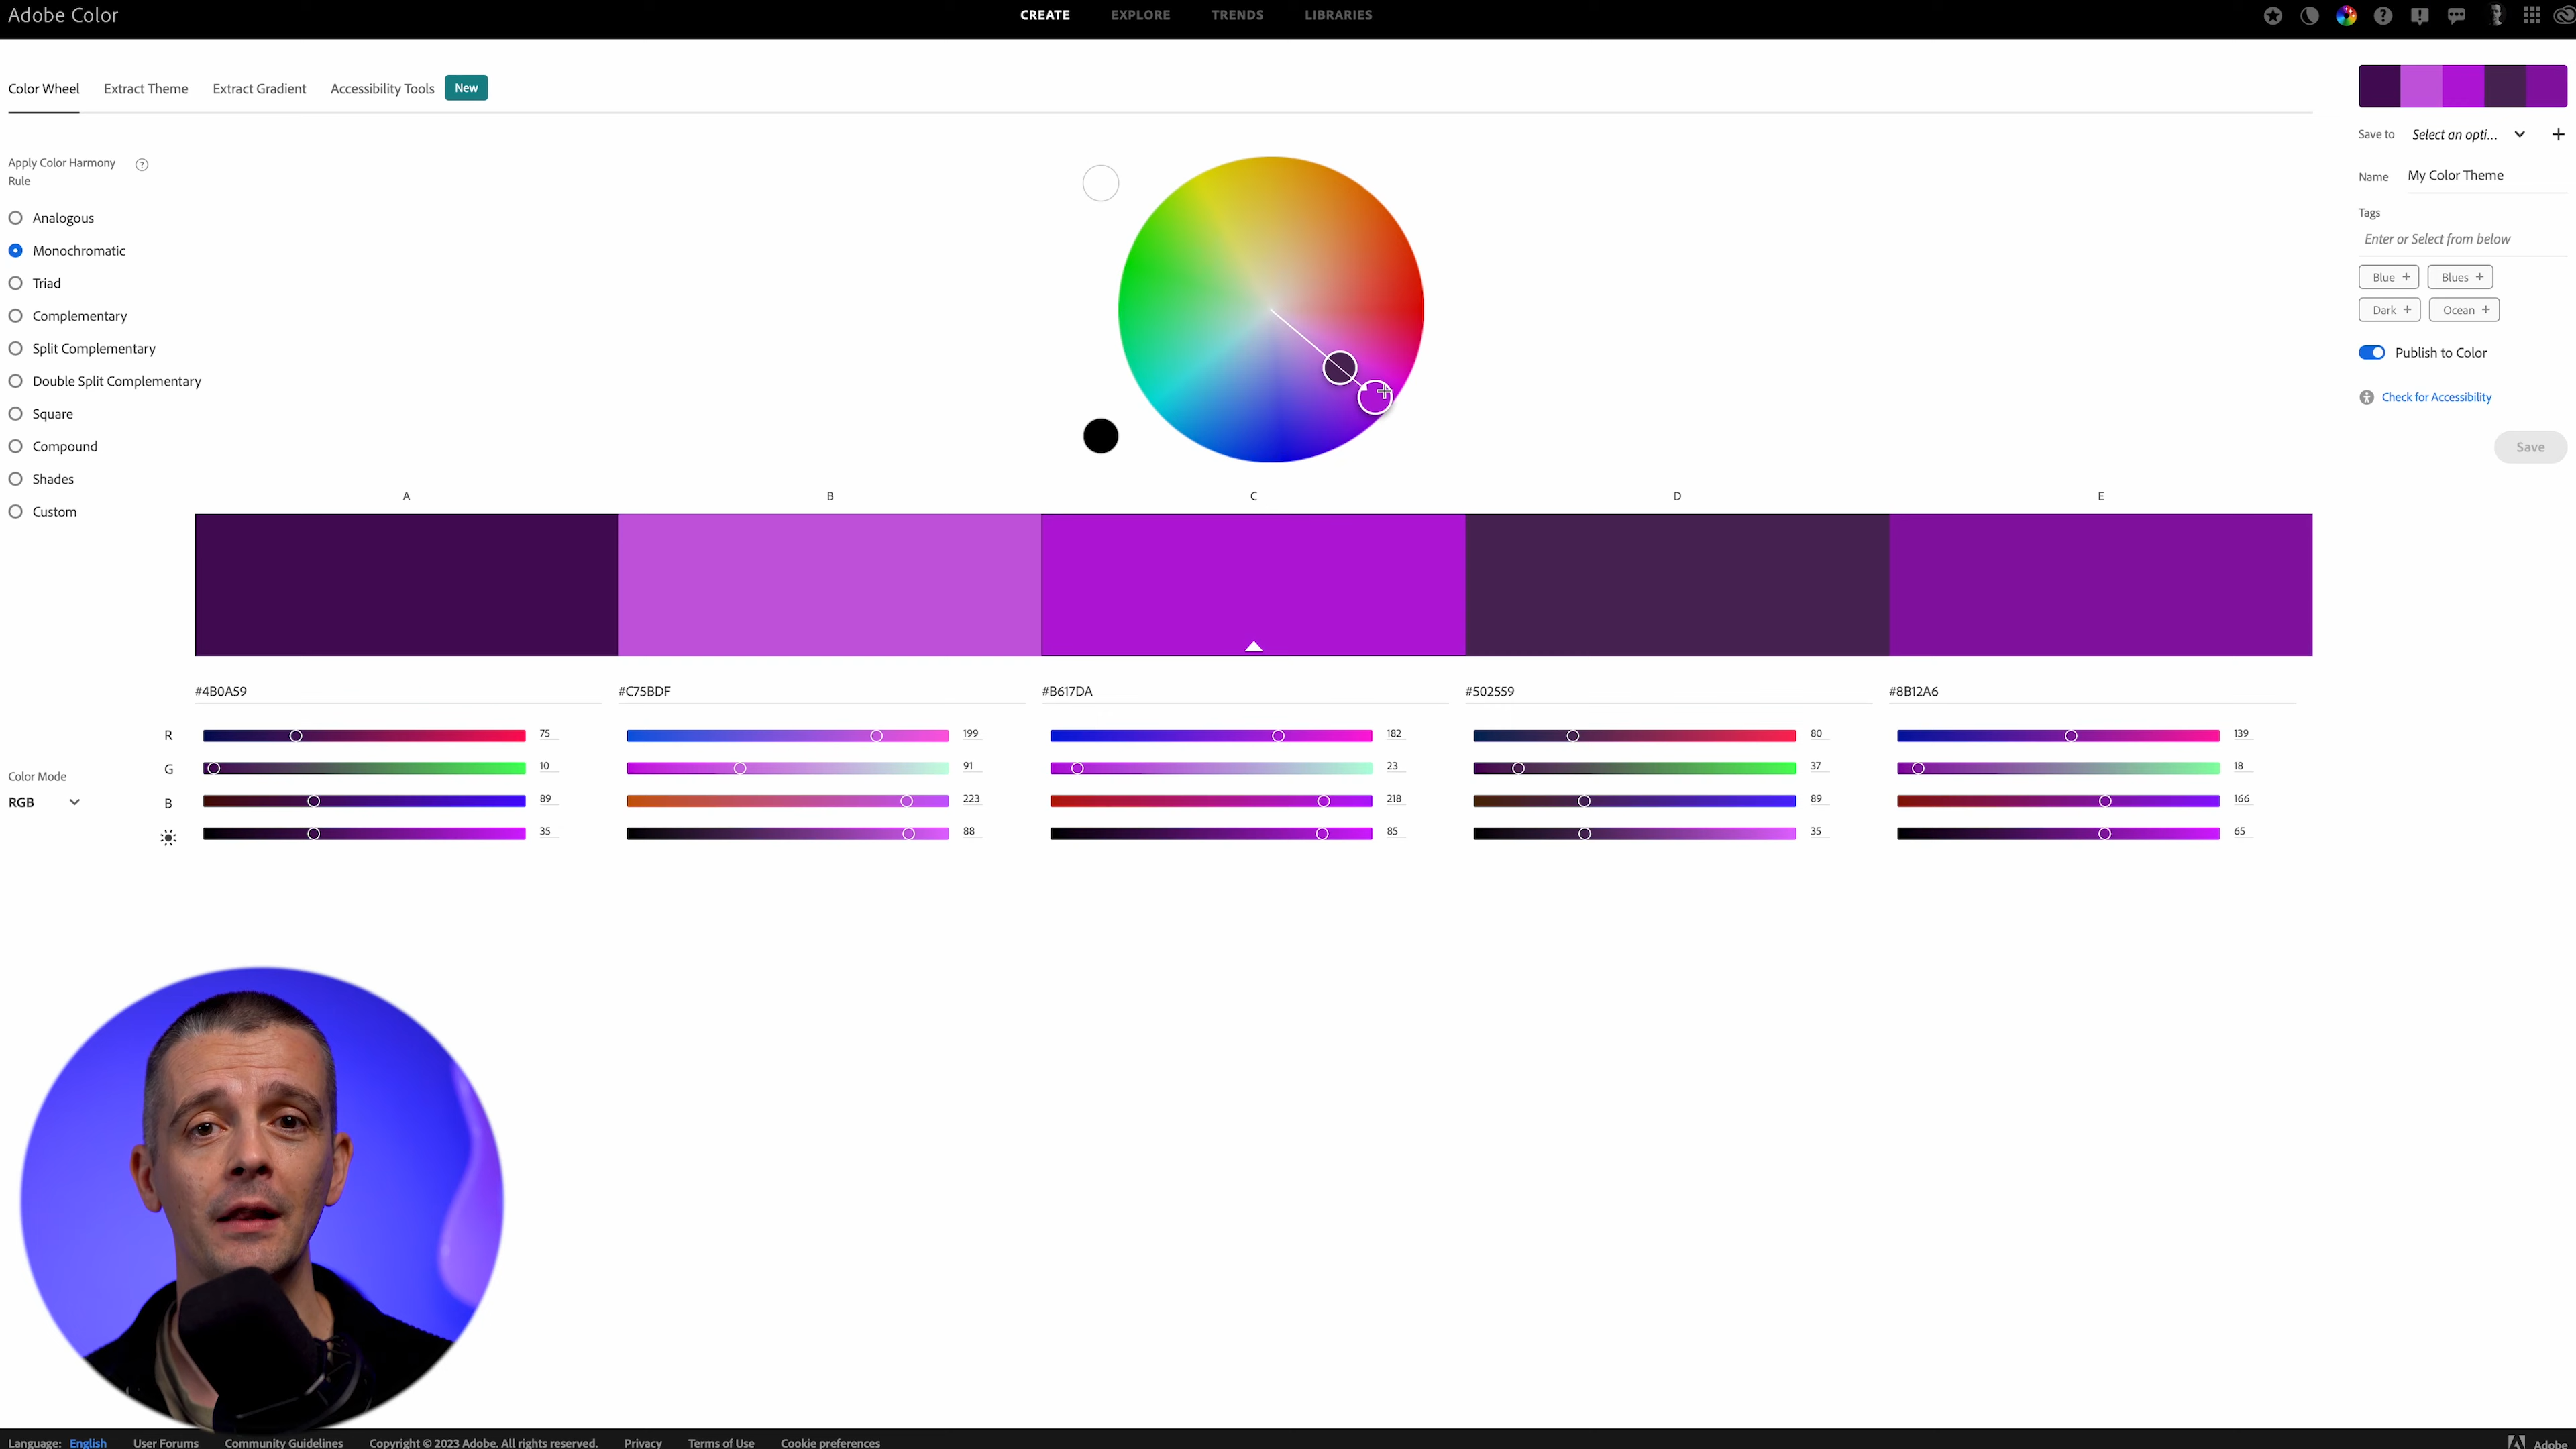 Adobe Color
CREATE EXPLORE TRENDS LIBRARIES
Color Wheel Extract Theme Extract Gradient Accessibility Tools New
Apply Color Harmony
Rule
Analogous
Monochromatic
Triad
Complementary
Split Complementary
Double Split Complementary
Square
Compound
Shades
Custom
Save to Select an opti...
Name My Color Theme
Tags
Enter or Select from below
Blue + Blues +
Dark + Ocean +
Publish to Color
Check for Accessibility
Save
A B C D E
#4B0A59 #C75BDF #B617DA #502559 #8B12A6
R 75 199 182 80 139
G 10 91 23 37 18
Color Mode
RGB
B 89 223 218 89 166
35 88 85 35 65
Language: English User Forums Community Guidelines Copyright © 2023 Adobe. All rights reserved. Privacy Terms of Use Cookie preferences Adobe